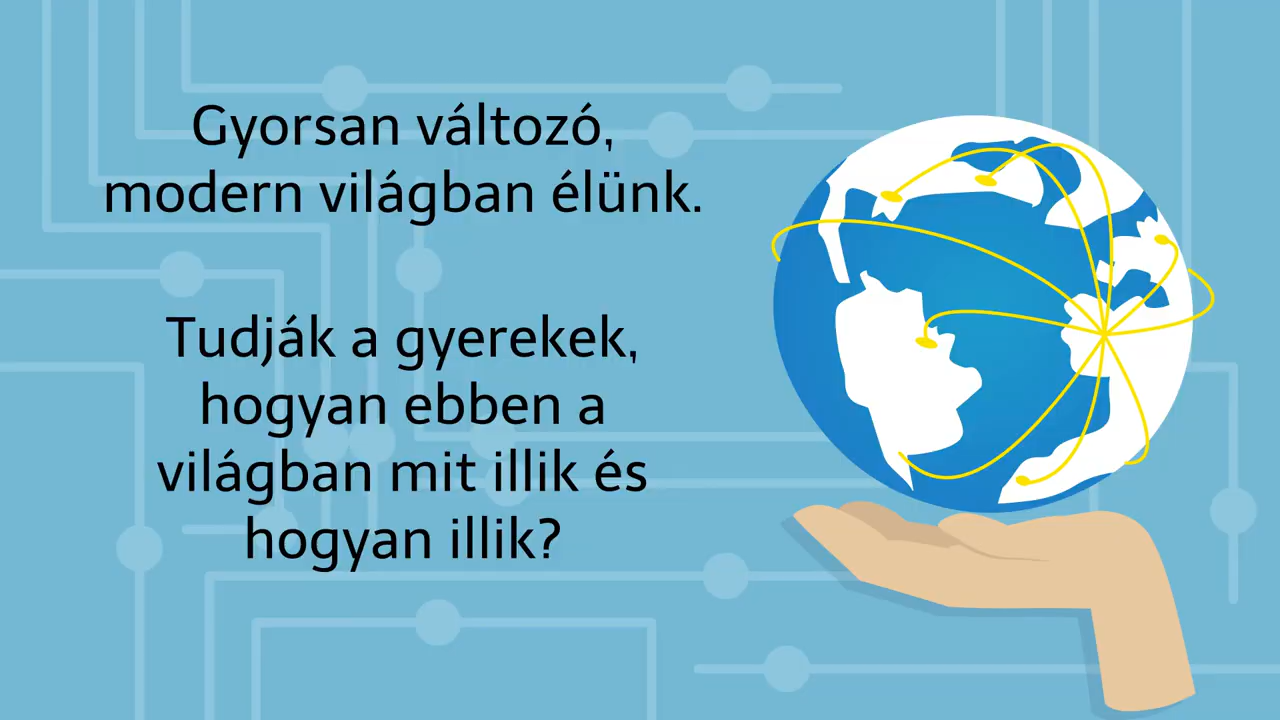 Gyorsan változó,
modern világban élünk.
Tudják a gyerekek,
hogyan ebben a
világban mit illik és
hogyan illik?